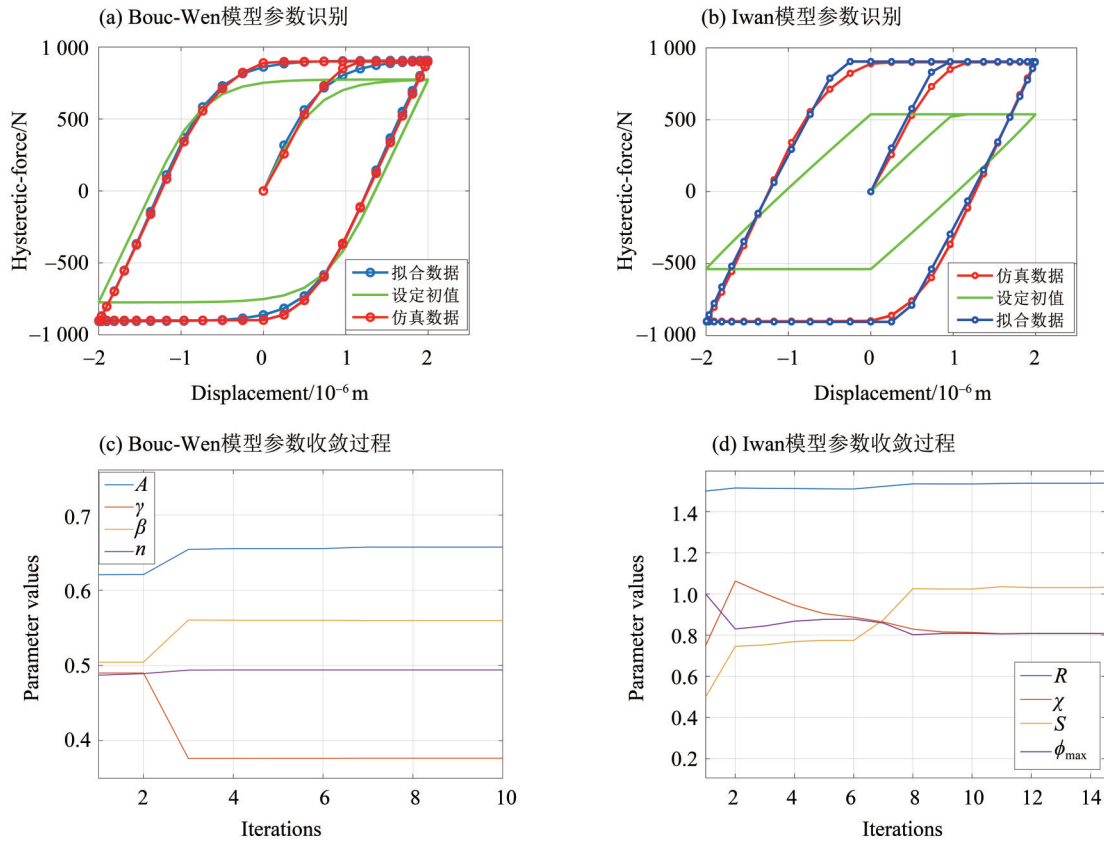 (a) Bouc-Wen模型参数识别
1 000
500
0
−500
−1 000
Hysteretic-force/N
拟合数据
设定初值
仿真数据
−2
−1
0
1
2
Displacement/10⁻⁶ m
(b) Iwan模型参数识别
1 000
500
0
−500
−1 000
Hysteretic-force/N
仿真数据
设定初值
拟合数据
−2
−1
0
1
2
Displacement/10⁻⁶ m
(c) Bouc-Wen模型参数收敛过程
A
γ
β
n
0.7
0.6
0.5
0.4
Parameter values
2
4
6
8
10
Iterations
(d) Iwan模型参数收敛过程
1.4
1.2
1.0
0.8
0.6
0.4
0.2
Parameter values
R
χ
S
ϕmax
2
4
6
8
10
12
14
Iterations